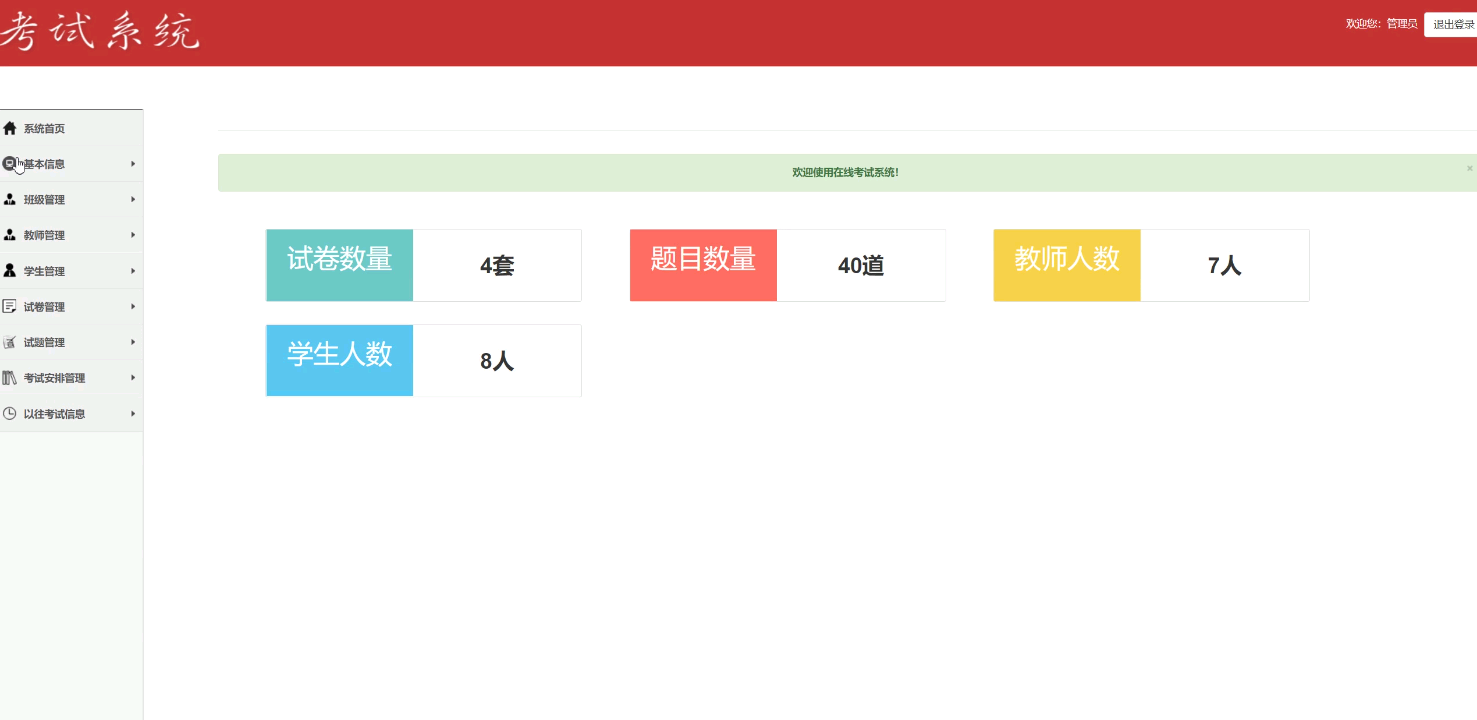 考试系统
欢迎您：管理员
退出登录
系统首页
基本信息
班级管理
教师管理
学生管理
试卷管理
试题管理
考试安排管理
以往考试信息
欢迎使用在线考试系统！
×
试卷数量 4套
题目数量 40道
教师人数 7人
学生人数 8人